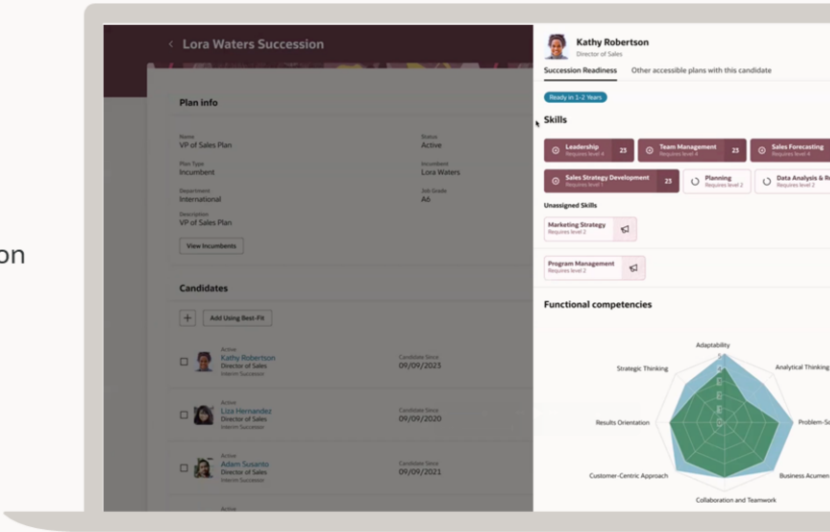 on
Lora Waters Succession
Plan info
Name
VP of Sales Plan
Status
Active
Plan Type
Incumbent
Incumbent
Lora Waters
Department
International
Job Grade
A6
Description
VP of Sales Plan
View Incumbents
Candidates
Add Using Best-Fit
Active
Kathy Robertson
Director of Sales
Interim Successor
Candidate Since
09/09/2023
Active
Liza Hernandez
Director of Sales
Interim Successor
Candidate Since
09/09/2020
Active
Adam Susanto
Director of Sales
Interim Successor
Candidate Since
09/09/2021
Active
Kathy Robertson
Director of Sales
Succession Readiness
Other accessible plans with this candidate
Ready in 1-2 Years
Skills
Leadership
Requires level 4
23
Team Management
Requires level 4
23
Sales Forecasting
Requires level 4
Sales Strategy Development
Requires level 1
23
Planning
Requires level 2
Data Analysis & Re
Requires level 2
Unassigned Skills
Marketing Strategy
Requires level 2
Program Management
Requires level 2
Functional competencies
Adaptability
Strategic Thinking
Analytical Thinking
Results Orientation
Problem-So
Customer-Centric Approach
Business Acumen
Collaboration and Teamwork